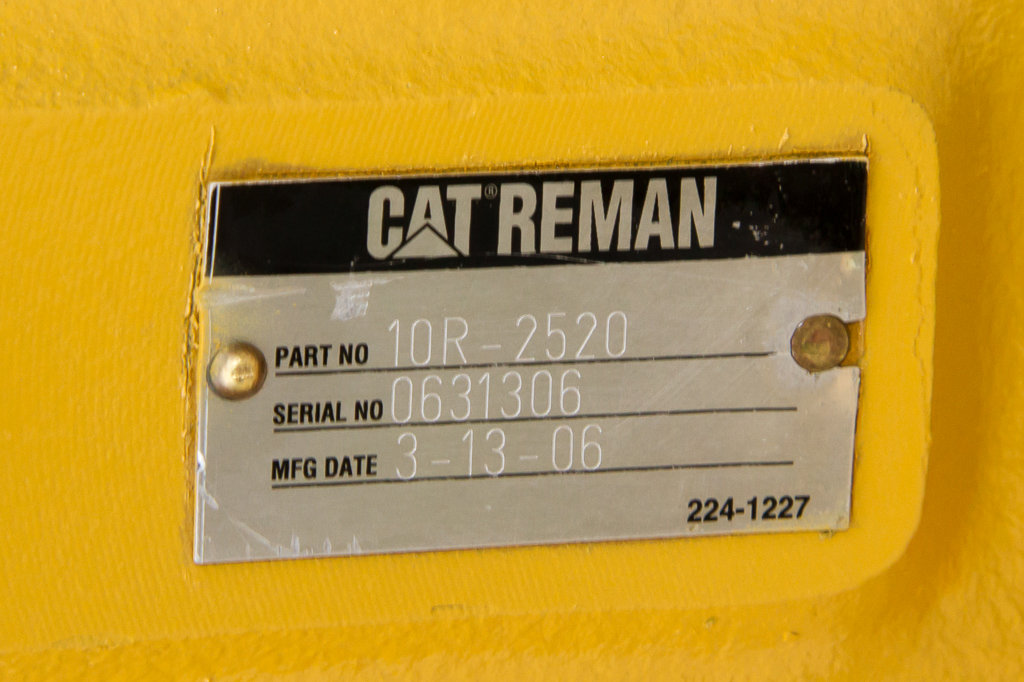 CAT® REMAN
PART NO 10R-2520
SERIAL NO 0631306
MFG DATE 3-13-06
224-1227